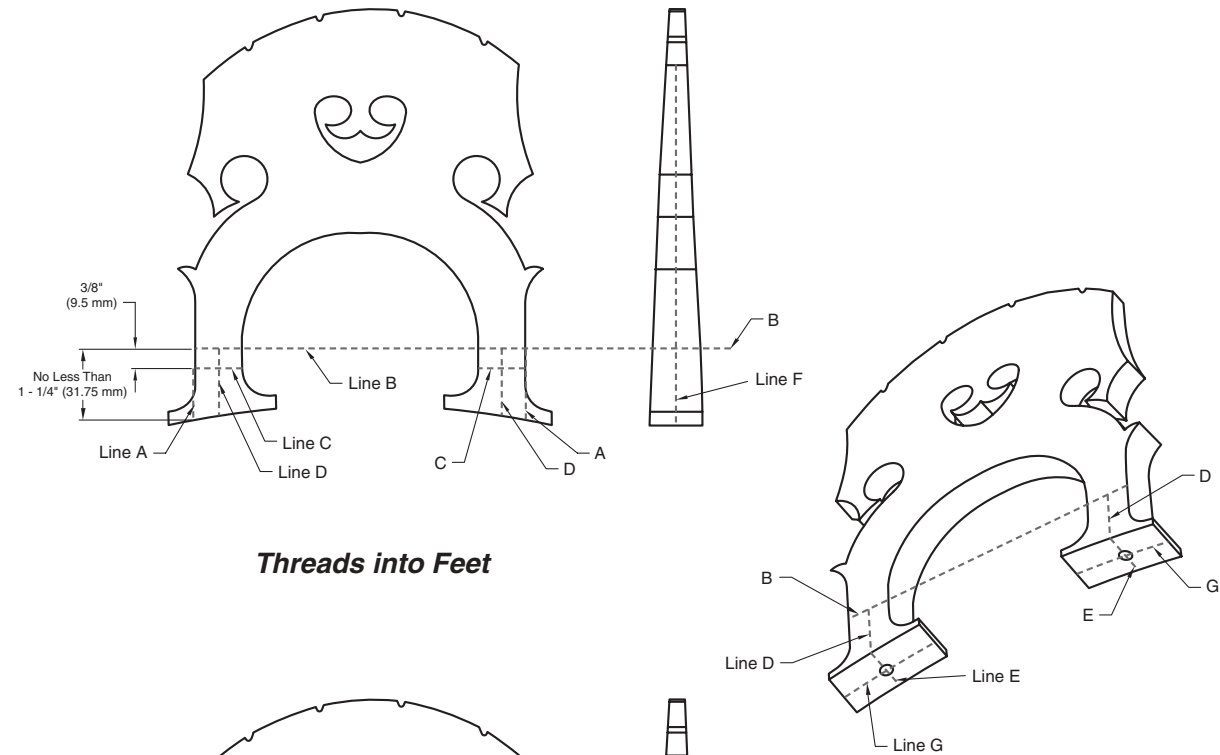 3/8"
(9.5 mm)
No Less Than
1 - 1/4" (31.75 mm)
Line A
Line B
Line C
Line D
C
D
A
B
Line F
Threads into Feet
B
Line D
Line E
Line G
D
G
E